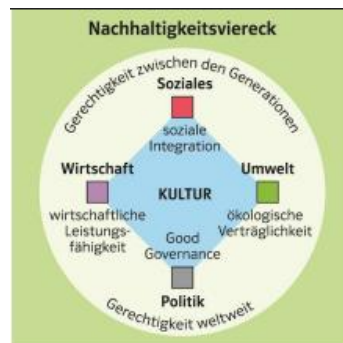 Nachhaltigkeitsviereck
Gerechtigkeit zwischen den Generationen
Soziales
soziale
Integration
Wirtschaft
wirtschaftliche
Leistungs-
fähigkeit
KULTUR
Umwelt
ökologische
Verträglichkeit
Good
Governance
Politik
Gerechtigkeit weltweit